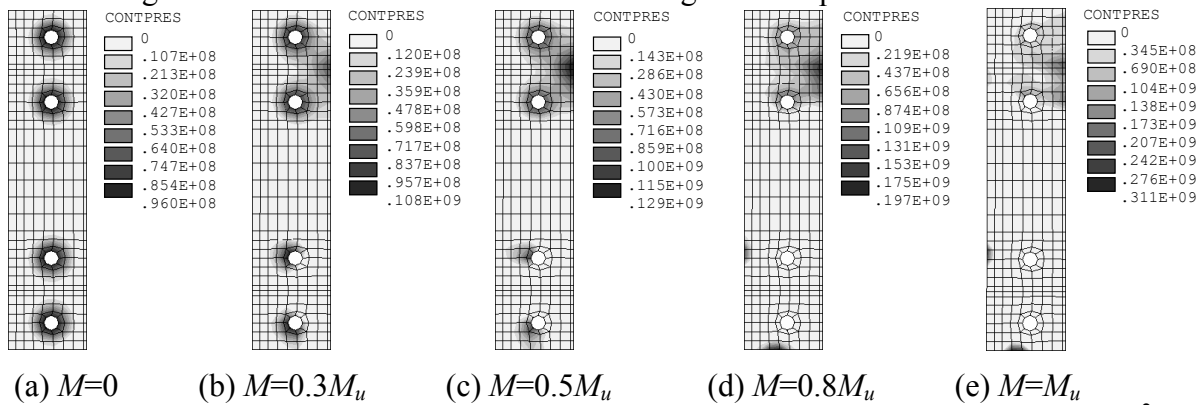 CONTPRES
0
.107E+08
.213E+08
.320E+08
.427E+08
.533E+08
.640E+08
.747E+08
.854E+08
.960E+08
(a) M=0
CONTPRES
0
.120E+08
.239E+08
.359E+08
.478E+08
.598E+08
.717E+08
.837E+08
.957E+08
.108E+09
(b) M=0.3Mu
CONTPRES
0
.143E+08
.286E+08
.430E+08
.573E+08
.716E+08
.859E+08
.100E+09
.115E+09
.129E+09
(c) M=0.5Mu
CONTPRES
0
.219E+08
.437E+08
.656E+08
.874E+08
.109E+09
.131E+09
.153E+09
.175E+09
.197E+09
(d) M=0.8Mu
CONTPRES
0
.345E+08
.690E+08
.104E+09
.138E+09
.173E+09
.207E+09
.242E+09
.276E+09
.311E+09
(e) M=Mu